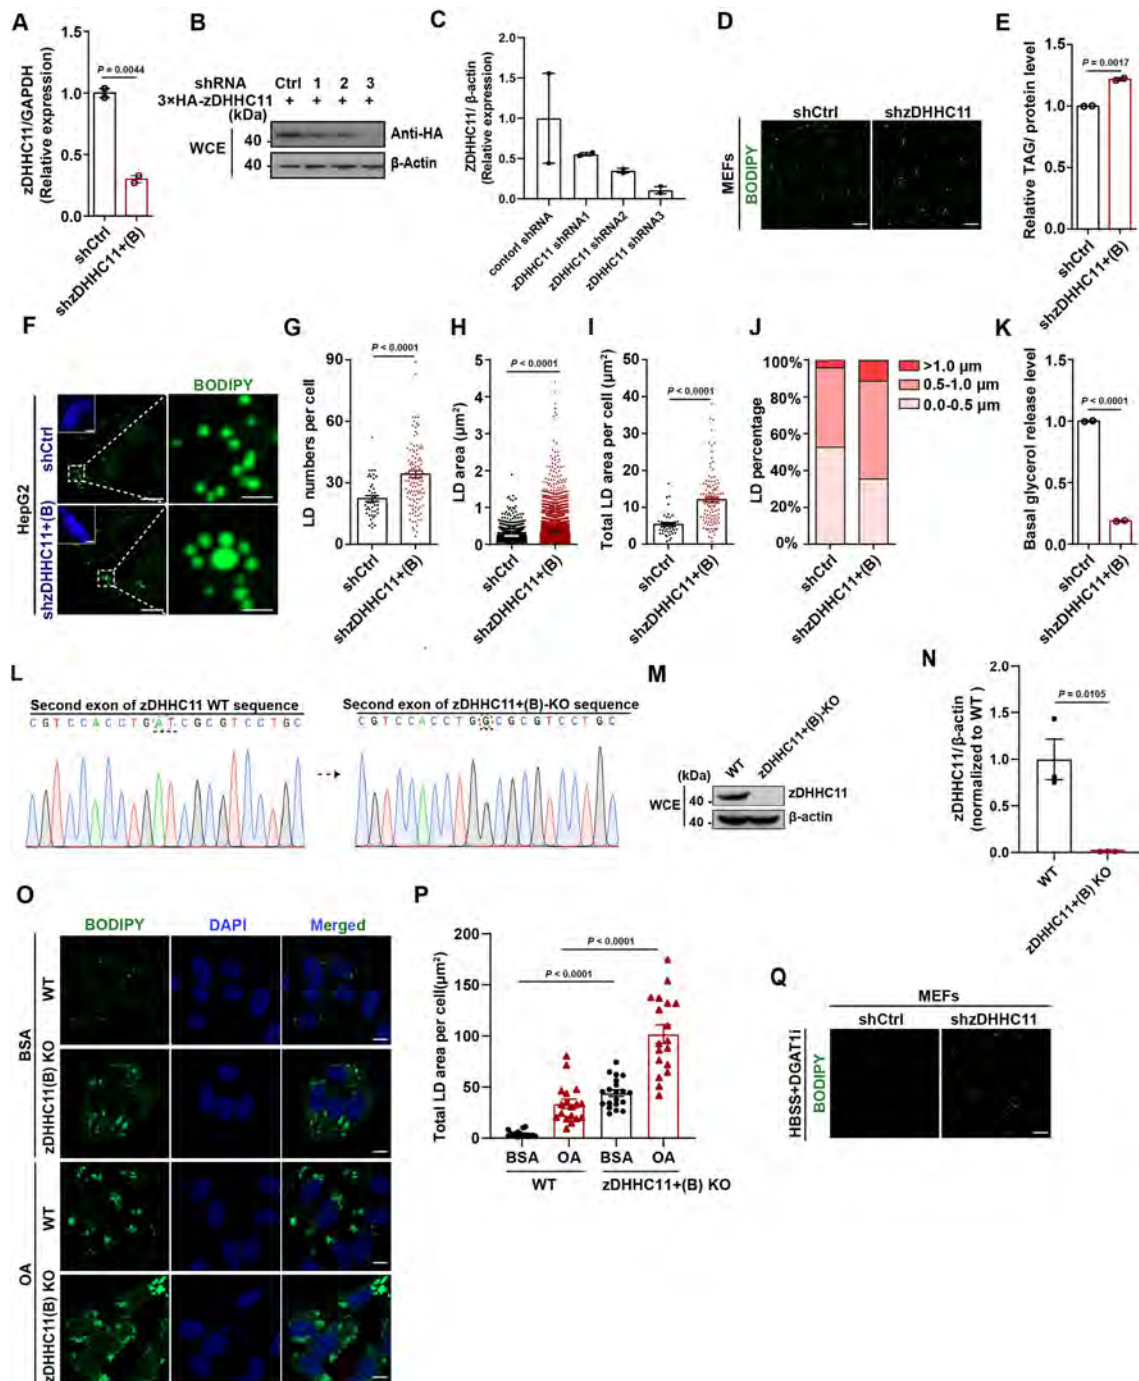 A
zDHHC11/GAPDH
(Relative expression)
1.5
1.0
0.5
0.0
P = 0.0044
shCtrl
shzDHHC11+(B)
B
shRNA Ctrl 1 2 3
3×HA-zDHHC11 + + + +
(kDa)
WCE
40
Anti-HA
40
β-Actin
C
ZDHHC11/ β-actin
(Relative expression)
2.0
1.5
1.0
0.5
0.0
contorl shRNA
zDHHC11 shRNA1
zDHHC11 shRNA2
zDHHC11 shRNA3
D
shCtrl shzDHHC11
MEFs
BODIPY
E
Relative TAG/ protein level
1.5
1.0
0.5
0.0
P = 0.0017
shCtrl
shzDHHC11+(B)
F
BODIPY
HepG2
shCtrl
shzDHHC11+(B)
G
LD numbers per cell
90
60
30
0
P < 0.0001
shCtrl
shzDHHC11+(B)
H
LD area (μm²)
5
4
3
2
1
0
P < 0.0001
shCtrl
shzDHHC11+(B)
I
Total LD area per cell (μm²)
50
40
30
20
10
0
P < 0.0001
shCtrl
shzDHHC11+(B)
J
LD percentage
100%
80%
60%
40%
20%
0%
>1.0 μm
0.5-1.0 μm
0.0-0.5 μm
shCtrl
shzDHHC11+(B)
K
Basal glycerol release level
1.5
1.0
0.5
0.0
P < 0.0001
shCtrl
shzDHHC11+(B)
L
Second exon of zDHHC11 WT sequence
C G T C C A C C T G A T C G C G T C C T G C
Second exon of zDHHC11+(B)-KO sequence
C G T C C A C C T G G C G C G T C C T G C
M
WT
zDHHC11+(B)-KO
(kDa)
WCE
40
zDHHC11
40
β-actin
N
zDHHC11/β-actin
(normalized to WT )
2.0
1.5
1.0
0.5
0.0
P = 0.0105
WT
zDHHC11+(B) KO
O
BODIPY DAPI Merged
BSA
WT
zDHHC11(B) KO
OA
WT
zDHHC11(B) KO
P
Total LD area per cell(μm²)
200
150
100
50
0
P < 0.0001
P < 0.0001
BSA OA BSA OA
WT zDHHC11+(B) KO
Q
MEFs
shCtrl shzDHHC11
HBSS+DGAT1i
BODIPY